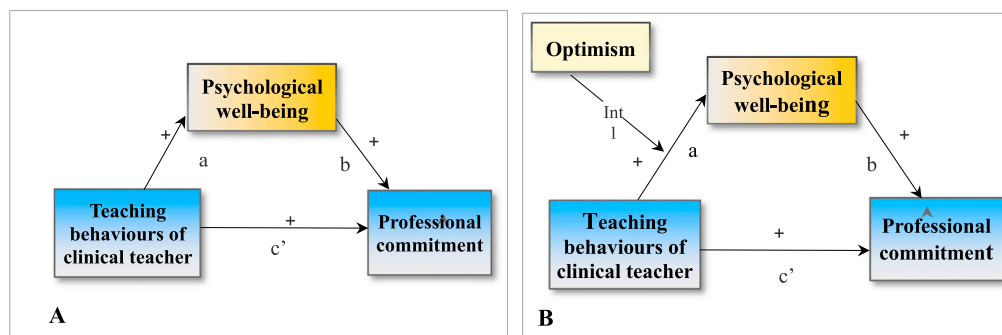 Psychological
well-being
+
a
+
b
Teaching
behaviours of
clinical teacher
+
c’
Professional
commitment
A
Optimism
Psychological
well-being
Int
1
+
a
+
b
Teaching
behaviours of
clinical teacher
+
c’
Professional
commitment
B